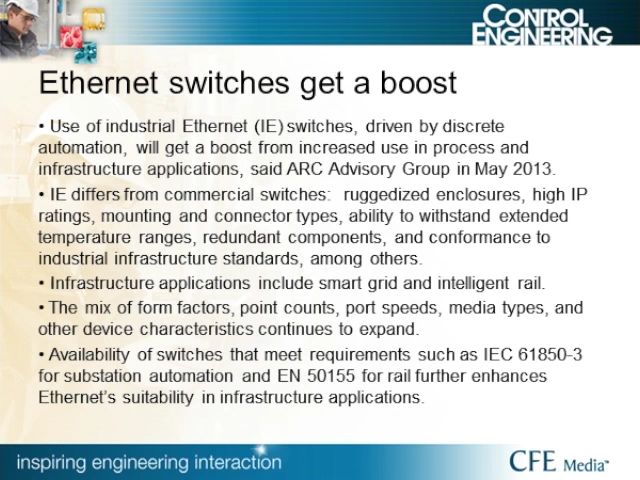 CONTROL
ENGINEERING
Ethernet switches get a boost
• Use of industrial Ethernet (IE) switches, driven by discrete
automation, will get a boost from increased use in process and
infrastructure applications, said ARC Advisory Group in May 2013.
• IE differs from commercial switches:  ruggedized enclosures, high IP
ratings, mounting and connector types, ability to withstand extended
temperature ranges, redundant components, and conformance to
industrial infrastructure standards, among others.
• Infrastructure applications include smart grid and intelligent rail.
• The mix of form factors, point counts, port speeds, media types, and
other device characteristics continues to expand.
• Availability of switches that meet requirements such as IEC 61850-3
for substation automation and EN 50155 for rail further enhances
Ethernet's suitability in infrastructure applications.
inspiring engineering interaction
CFE Media™